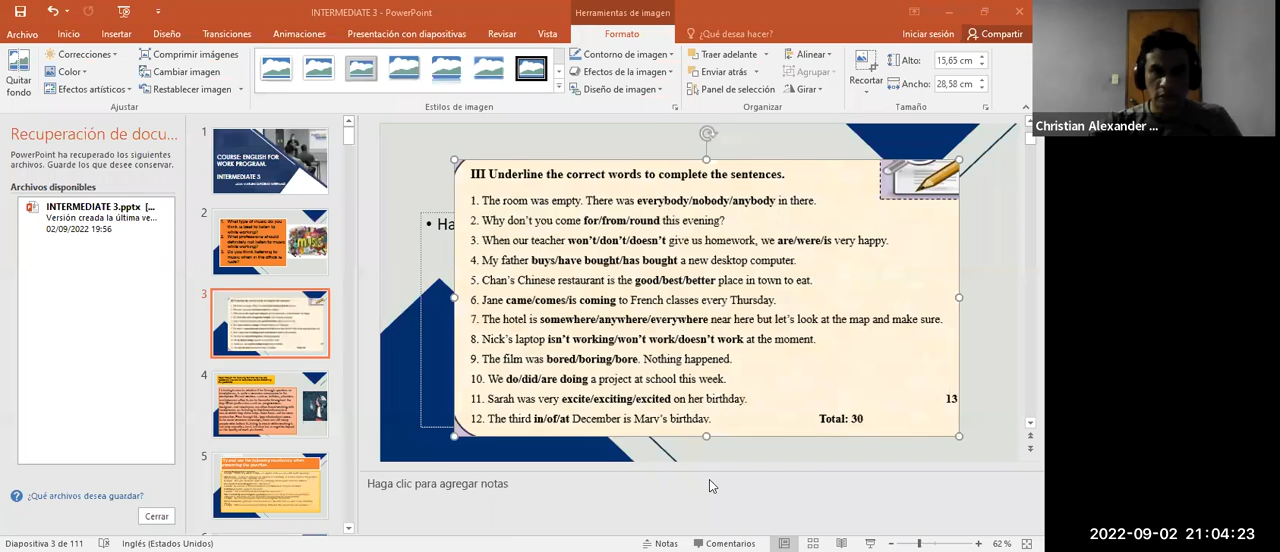 INTERMEDIATE 3 - PowerPoint
Herramientas de imagen
Archivo Inicio Insertar Diseño Transiciones Animaciones Presentación con diapositivas Revisar Vista Formato ¿Qué desea hacer? Iniciar sesión Compartir
Quitar fondo
Correcciones
Color
Efectos artísticos
Comprimir imágenes
Cambiar imagen
Restablecer imagen
Ajustar
Estilos de imagen
Contorno de imagen
Efectos de la imagen
Diseño de imagen
Traer adelante
Enviar atrás
Panel de selección
Alinear
Agrupar
Girar
Organizar
Recortar
Alto: 15,65 cm
Ancho: 28,58 cm
Tamaño
Christian Alexander ...
Recuperación de docu...
PowerPoint ha recuperado los siguientes
archivos. Guarde los que desee conservar.
Archivos disponibles
INTERMEDIATE 3.pptx [...
Versión creada la última ve...
02/09/2022 19:56
¿Qué archivos desea guardar?
Cerrar
1
COURSE: ENGLISH FOR
WORK PROGRAM.
INTERMEDIATE 3
2
3
4
5
• Ha
III Underline the correct words to complete the sentences.
1. The room was empty. There was everybody/nobody/anybody in there.
2. Why don't you come for/from/round this evening?
3. When our teacher won't/don't/doesn't give us homework, we are/were/is very happy.
4. My father buys/have bought/has bought a new desktop computer.
5. Chan's Chinese restaurant is the good/best/better place in town to eat.
6. Jane came/comes/is coming to French classes every Thursday.
7. The hotel is somewhere/anywhere/everywhere near here but let's look at the map and make sure.
8. Nick's laptop isn't working/won't work/doesn't work at the moment.
9. The film was bored/boring/bore. Nothing happened.
10. We do/did/are doing a project at school this week.
11. Sarah was very excite/exciting/excited on her birthday. 13
12. The third in/of/at December is Mary's birthday. Total: 30
Haga clic para agregar notas
Diapositiva 3 de 111 Inglés (Estados Unidos) Notas Comentarios 62 %
2022-09-02 21:04:23